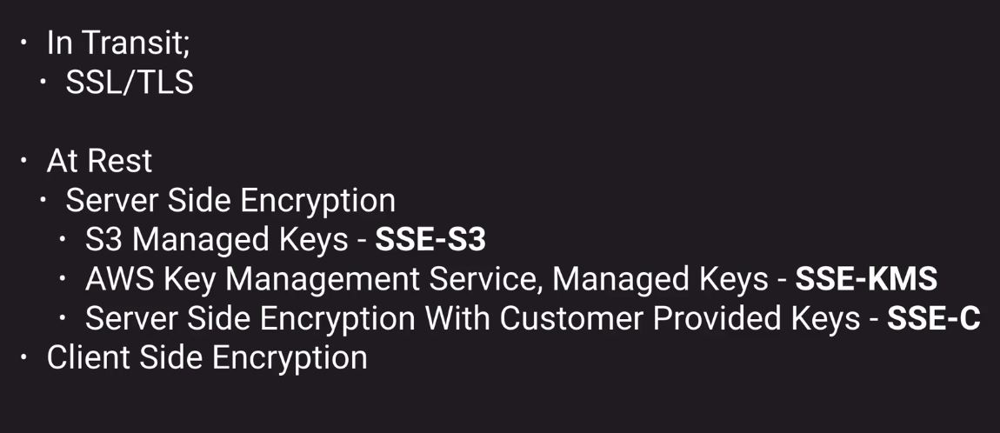 • In Transit;
• SSL/TLS
• At Rest
• Server Side Encryption
• S3 Managed Keys - SSE-S3
• AWS Key Management Service, Managed Keys - SSE-KMS
• Server Side Encryption With Customer Provided Keys - SSE-C
• Client Side Encryption